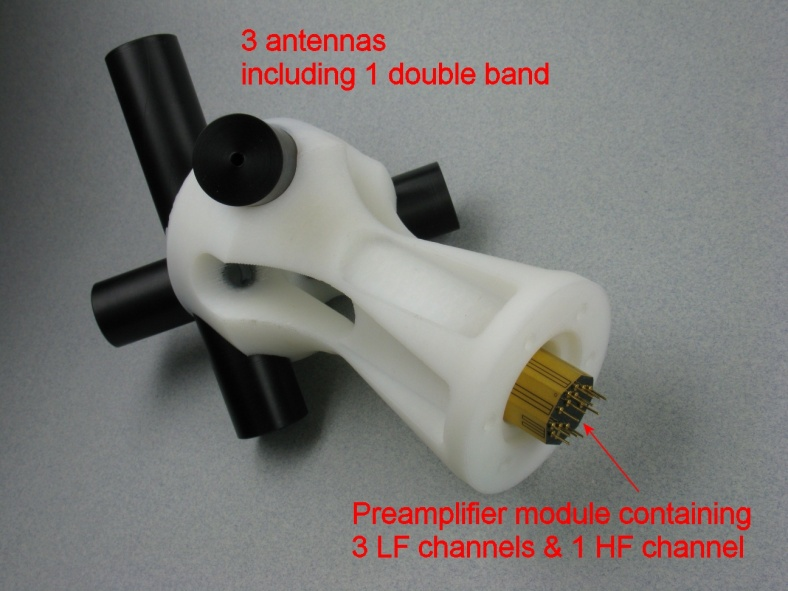 3 antennas
including 1 double band
Preamplifier module containing
3 LF channels & 1 HF channel